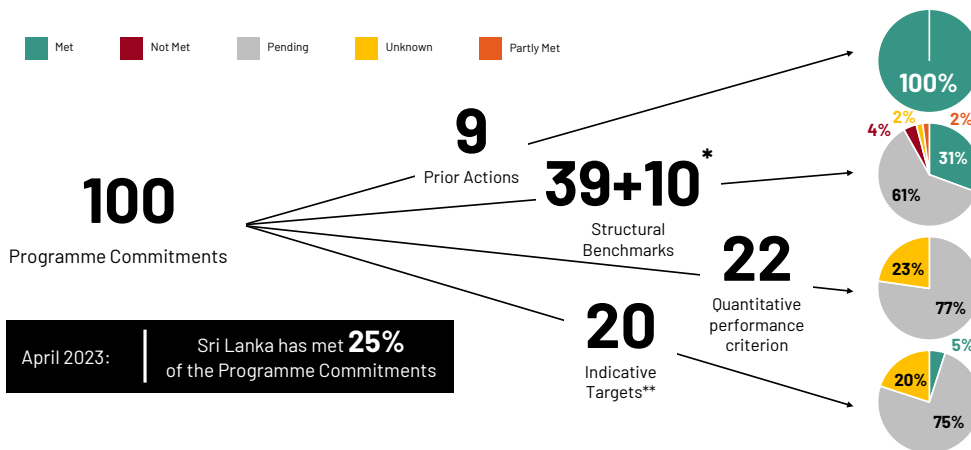 Met
Not Met
Pending
Unknown
Partly Met
100
Programme Commitments
9
Prior Actions
39+10*
Structural
Benchmarks
22
Quantitative
performance
criterion
20
Indicative
Targets**
100%
2%
2%
4%
31%
61%
23%
77%
5%
20%
75%
April 2023:
Sri Lanka has met 25%
of the Programme Commitments